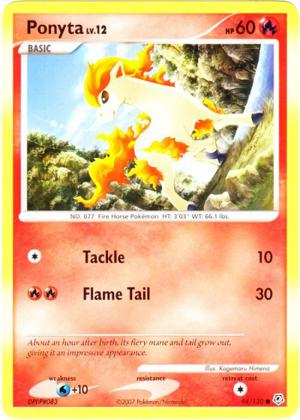 Ponyta LV.12 HP 60
BASIC
NO. 077 Fire Horse Pokémon HT: 3'03" WT: 66.1 lbs.
Tackle 10
Flame Tail 30
About an hour after birth, its fiery mane and tail grow out,
giving it an impressive appearance.
Illus. Kagemaru Himeno
weakness resistance retreat cost
+10
©2007 Pokémon 94/130